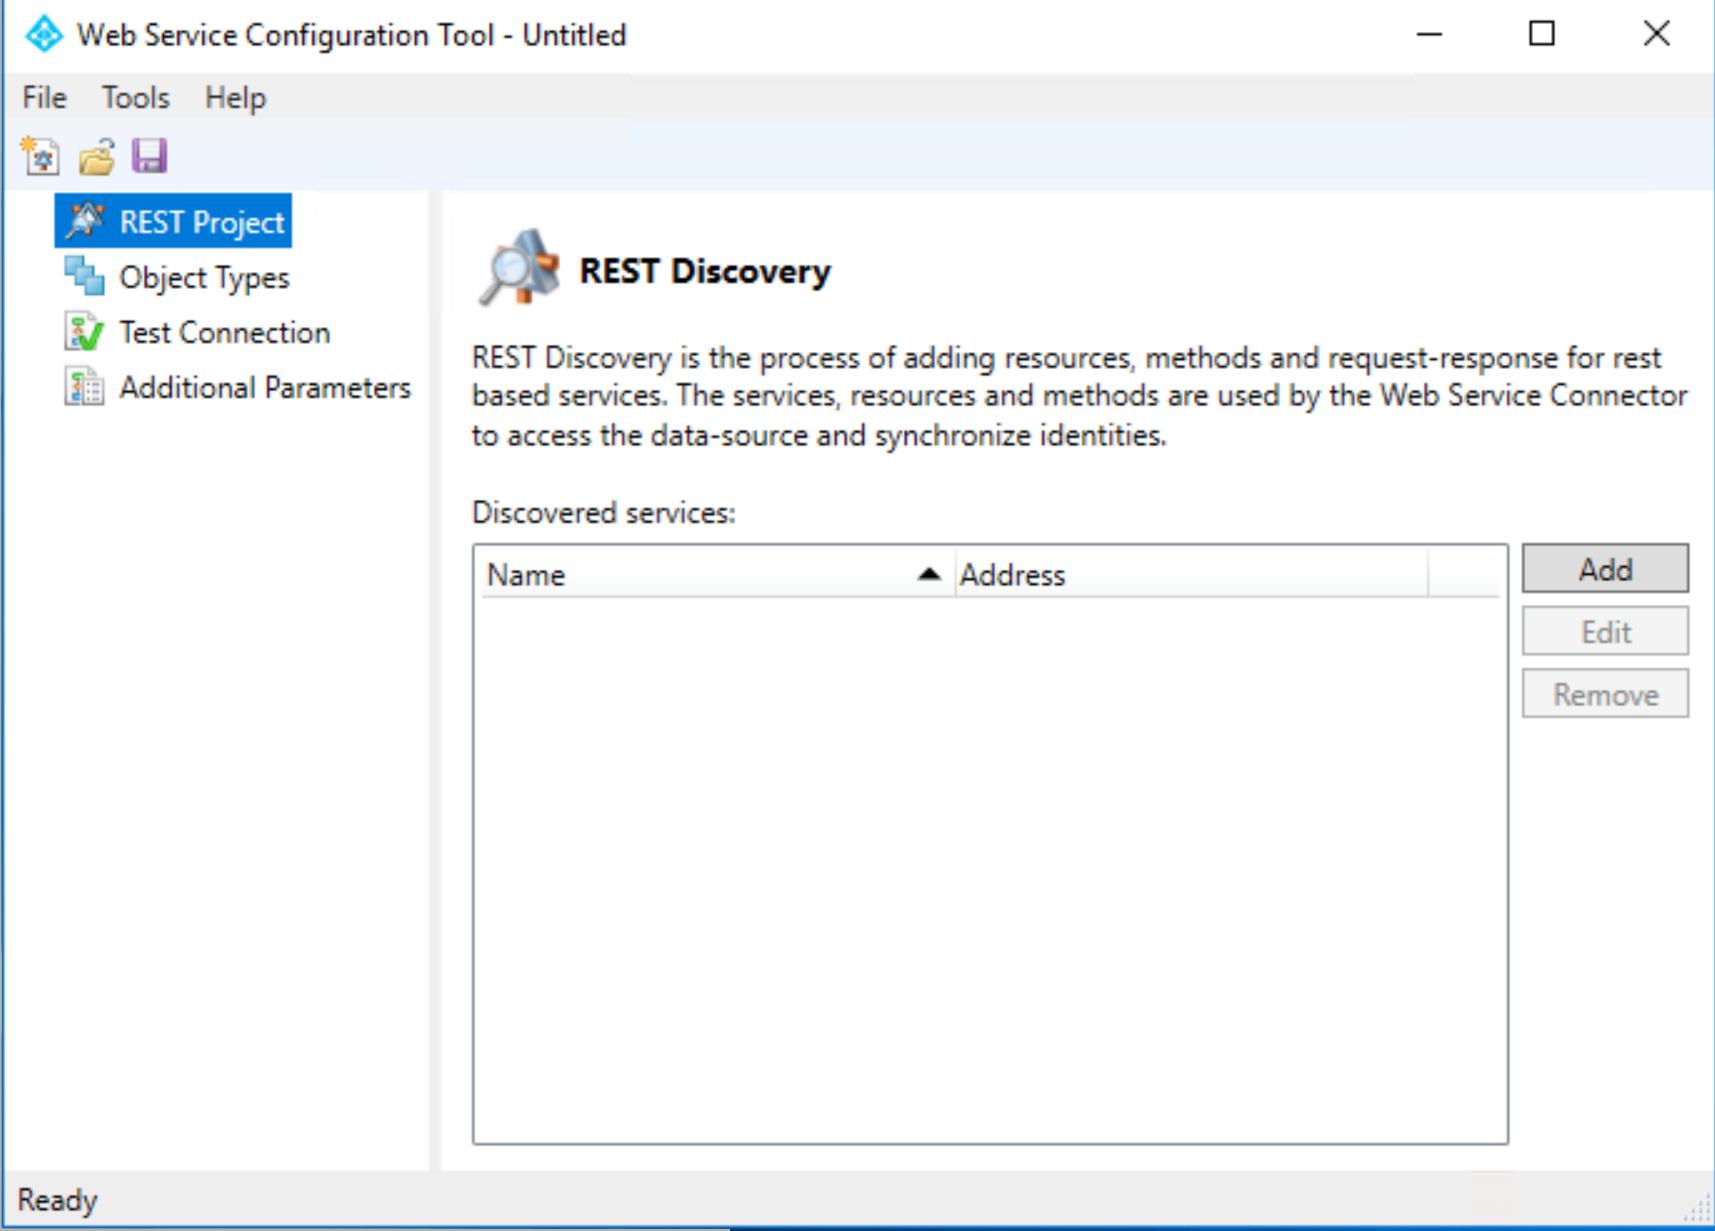 Web Service Configuration Tool - Untitled
File Tools Help
REST Project
Object Types
Test Connection
Additional Parameters
REST Discovery
REST Discovery is the process of adding resources, methods and request-response for rest
based services. The services, resources and methods are used by the Web Service Connector
to access the data-source and synchronize identities.
Discovered services:
Name Address
Add
Edit
Remove
Ready